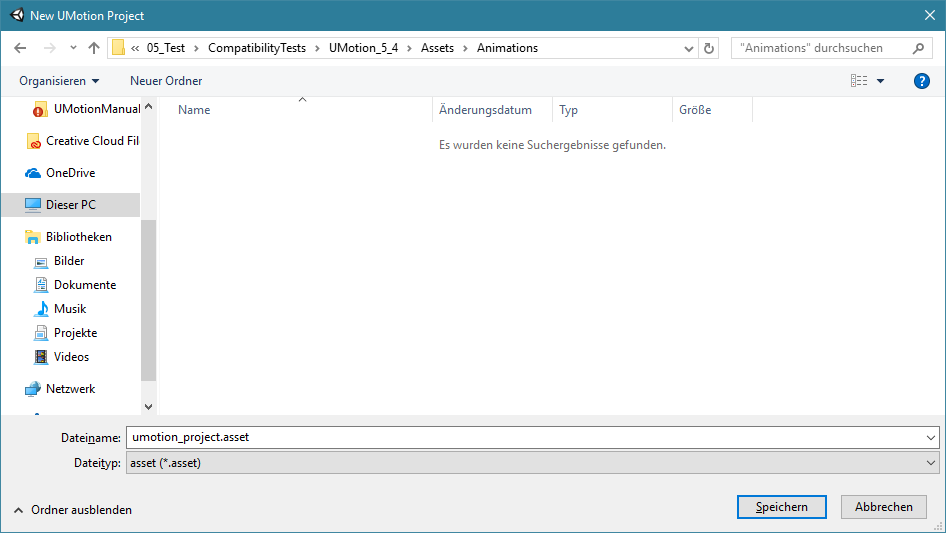 New UMotion Project
« 05_Test > CompatibilityTests > UMotion_5_4 > Assets > Animations
"Animations" durchsuchen
Organisieren
Neuer Ordner
Name
Änderungsdatum
Typ
Größe
Es wurden keine Suchergebnisse gefunden.
UMotionManual
Creative Cloud Fil
OneDrive
Dieser PC
Bibliotheken
Bilder
Dokumente
Musik
Projekte
Videos
Netzwerk
Dateiname: umotion_project.asset
Dateityp: asset (*.asset)
Ordner ausblenden
Speichern
Abbrechen